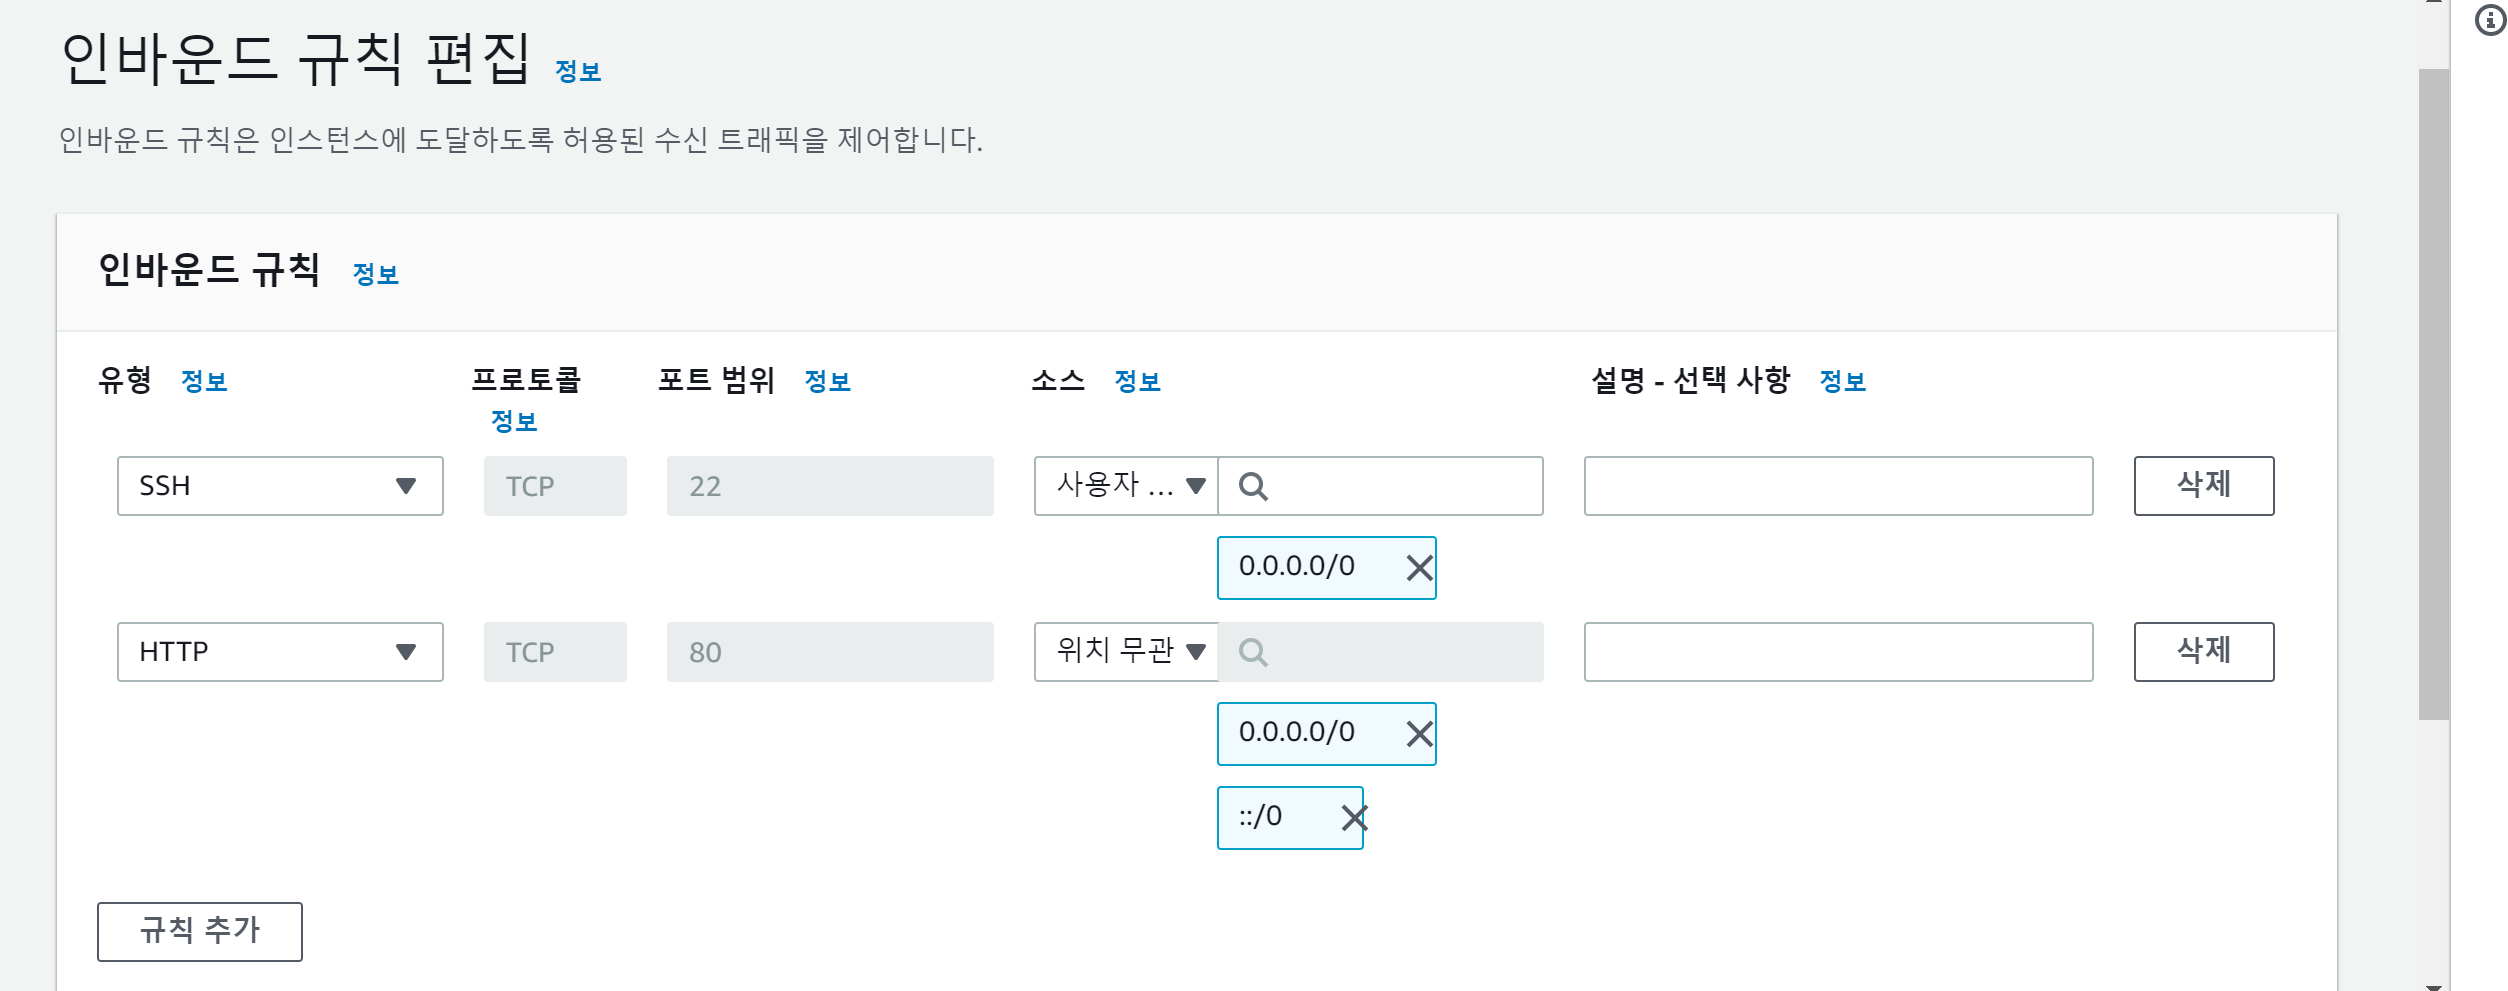 인바운드 규칙 편집 정보
인바운드 규칙은 인스턴스에 도달하도록 허용된 수신 트래픽을 제어합니다.
인바운드 규칙 정보
유형 정보 프로토콜 정보 포트 범위 정보 소스 정보 설명 - 선택 사항 정보
SSH TCP 22 사용자 ... 삭제
0.0.0.0/0
HTTP TCP 80 위치 무관 삭제
0.0.0.0/0
::/0
규칙 추가